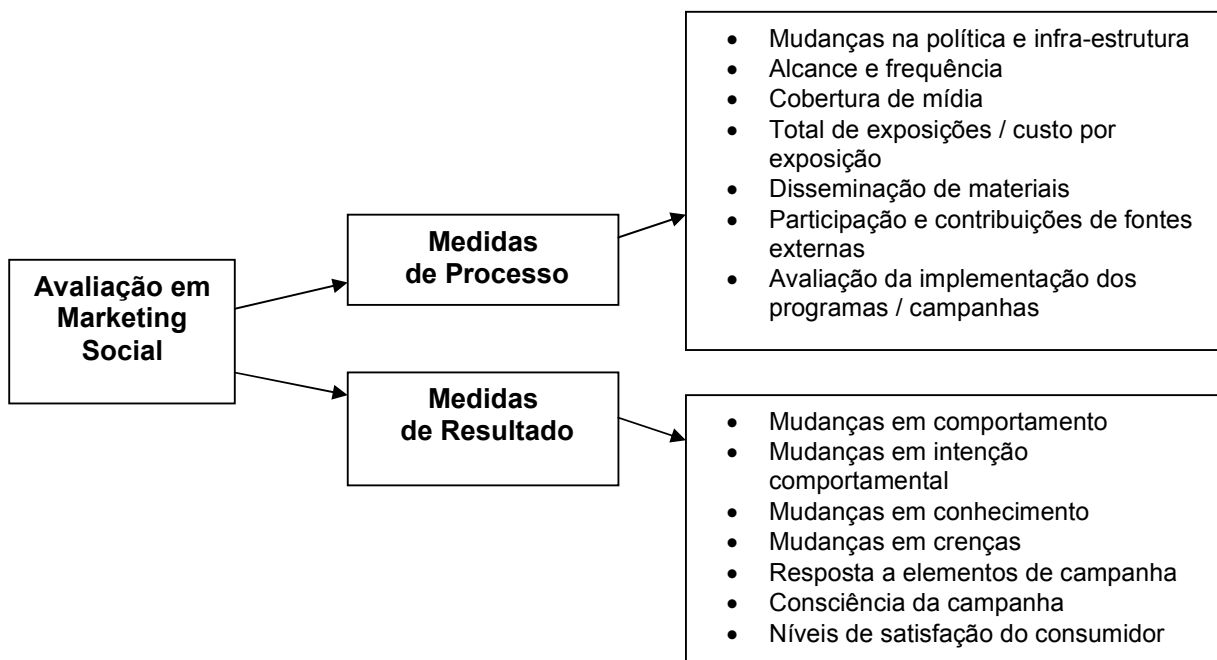 Avaliação em
Marketing
Social
Medidas
de Processo
• Mudanças na política e infra-estrutura
• Alcance e frequência
• Cobertura de mídia
• Total de exposições / custo por
exposição
• Disseminação de materiais
• Participação e contribuições de fontes
externas
• Avaliação da implementação dos
programas / campanhas
Medidas
de Resultado
• Mudanças em comportamento
• Mudanças em intenção
comportamental
• Mudanças em conhecimento
• Mudanças em crenças
• Resposta a elementos de campanha
• Consciência da campanha
• Níveis de satisfação do consumidor